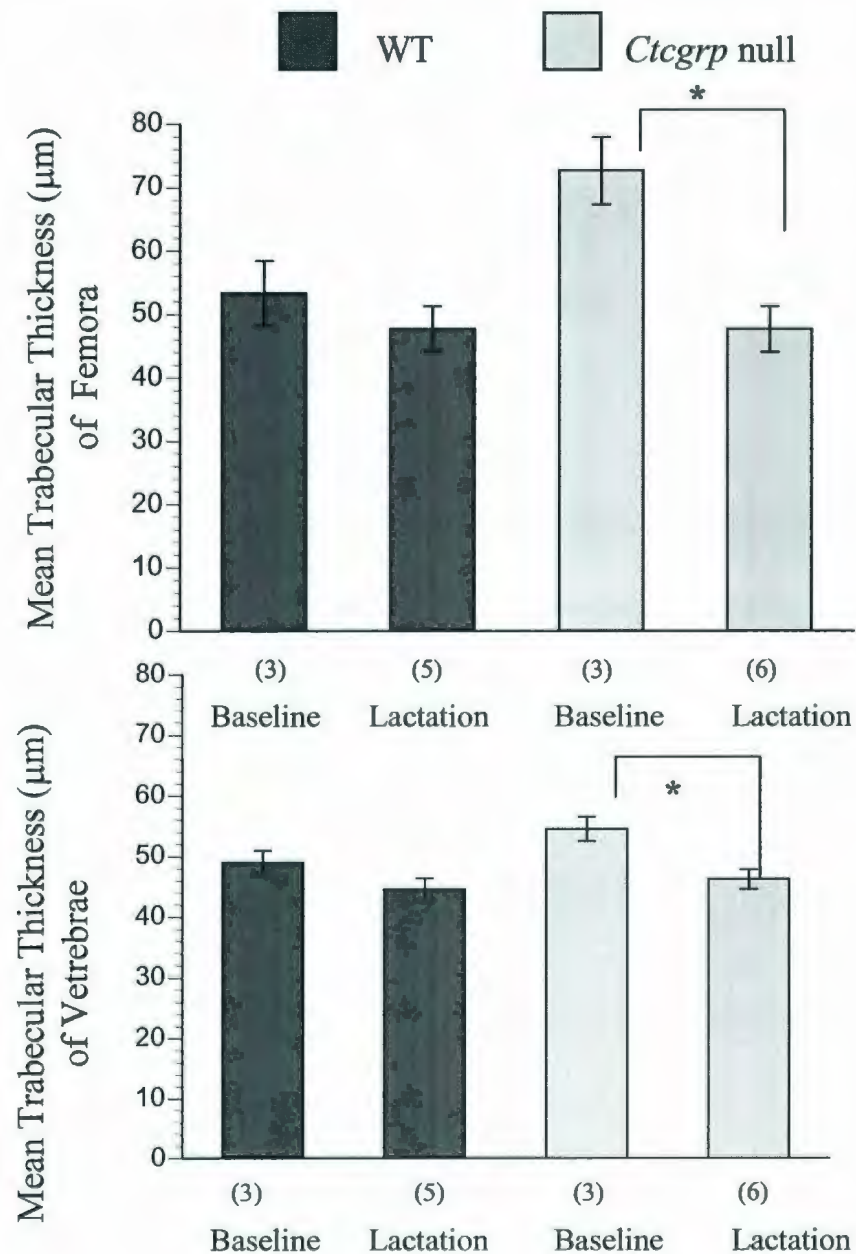 WT Ctcgrp null
*
Mean Trabecular Thickness (μm)
of Femora
80
70
60
50
40
30
20
10
0
(3) (5) (3) (6)
Baseline Lactation Baseline Lactation
Mean Trabecular Thickness (μm)
of Vetrebrae
80
70
60
50
40
30
20
10
0
*
(3) (5) (3) (6)
Baseline Lactation Baseline Lactation